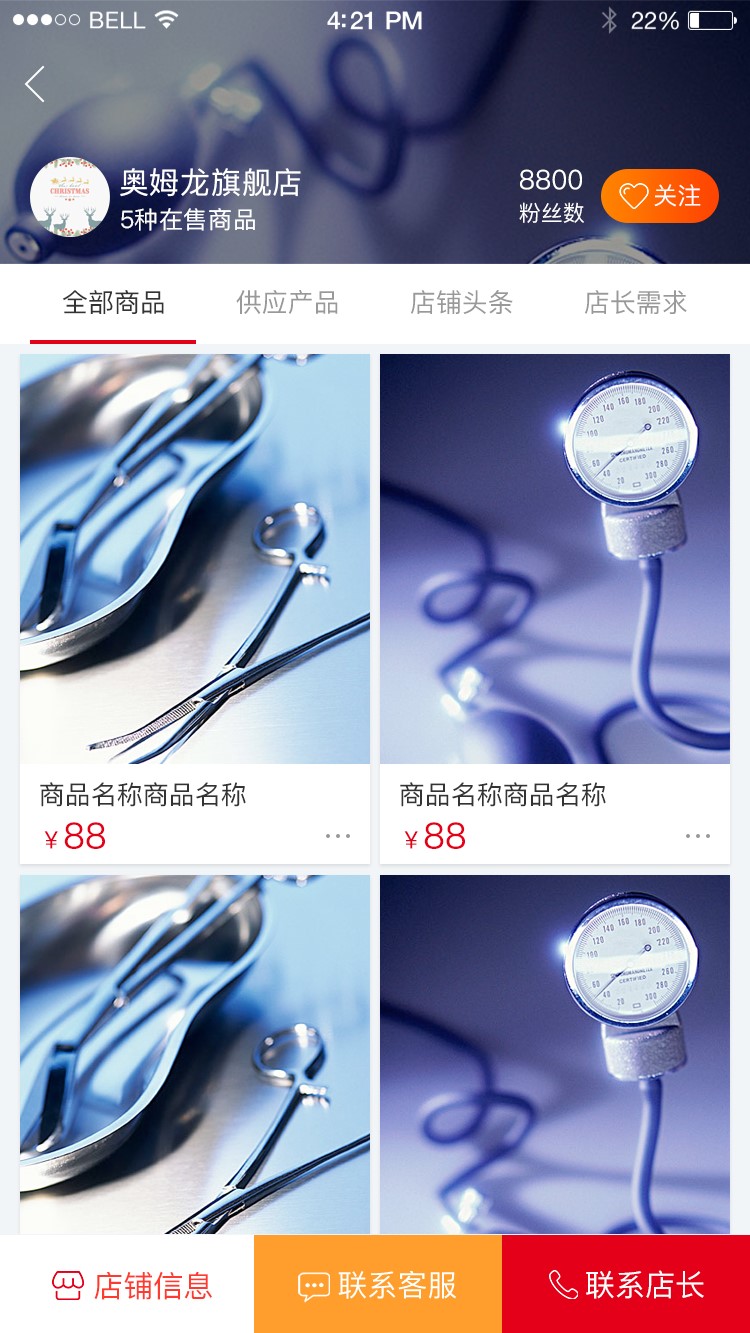 BELL 4:21 PM 22%
CHRISTMAS
奥姆龙旗舰店
5种在售商品
8800
粉丝数
关注
全部商品 供应产品 店铺头条 店长需求
商品名称商品名称
¥88
商品名称商品名称
¥88
店铺信息 联系客服 联系店长